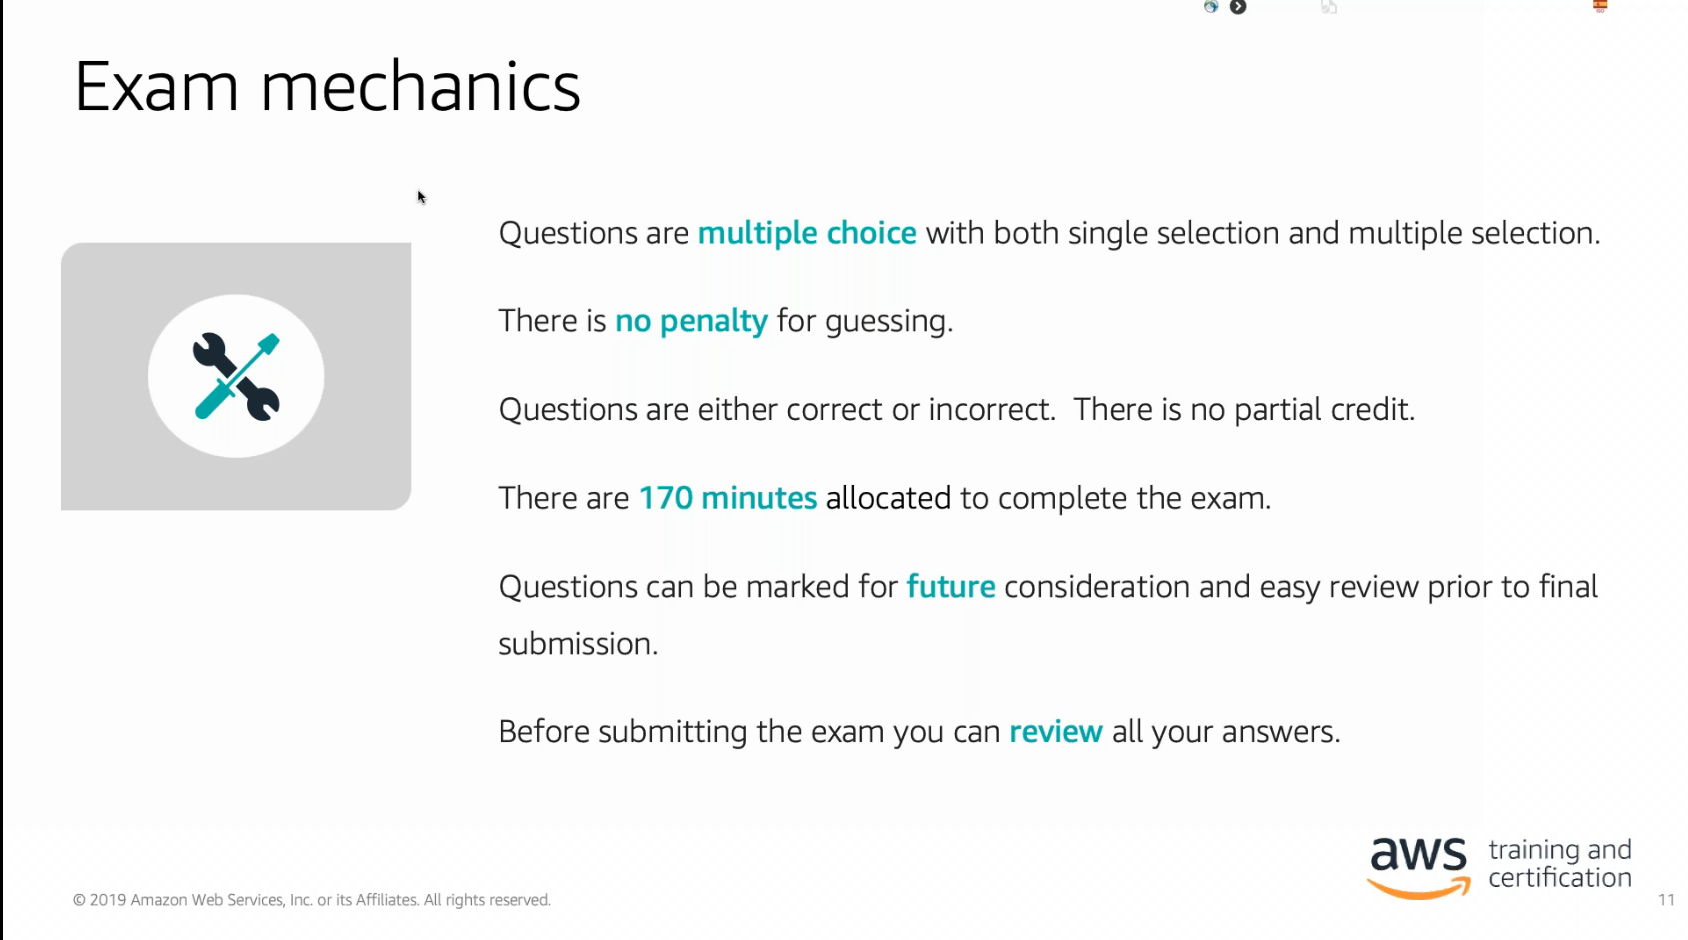 Exam mechanics
Questions are multiple choice with both single selection and multiple selection.
There is no penalty for guessing.
Questions are either correct or incorrect.  There is no partial credit.
There are 170 minutes allocated to complete the exam.
Questions can be marked for future consideration and easy review prior to final
submission.
Before submitting the exam you can review all your answers.
aws training and
certification
© 2019 Amazon Web Services, Inc. or its Affiliates. All rights reserved.
11